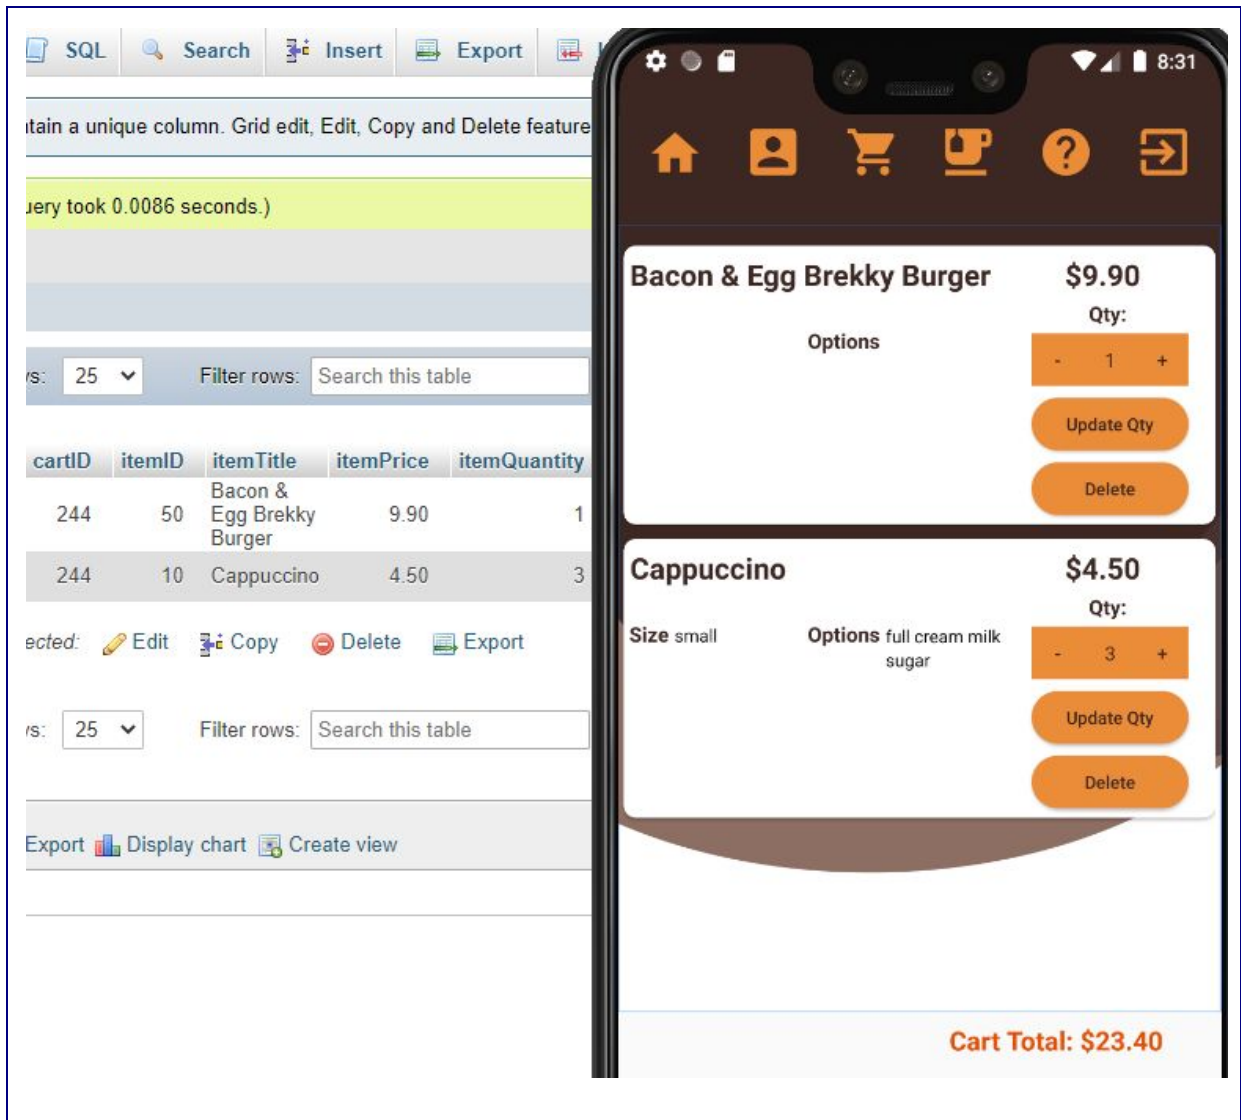 SQL Search Insert Export
tain a unique column. Grid edit, Edit, Copy and Delete feature
uery took 0.0086 seconds.)
s: 25 Filter rows: Search this table
cartID itemID itemTitle itemPrice itemQuantity
244 50 Bacon & Egg Brekky Burger 9.90 1
244 10 Cappuccino 4.50 3
ected: Edit Copy Delete Export
s: 25 Filter rows: Search this table
Export Display chart Create view
8:31
Bacon & Egg Brekky Burger $9.90
Qty:
Options
- 1 +
Update Qty
Delete
Cappuccino $4.50
Qty:
Size small Options full cream milk
sugar
- 3 +
Update Qty
Delete
Cart Total: $23.40